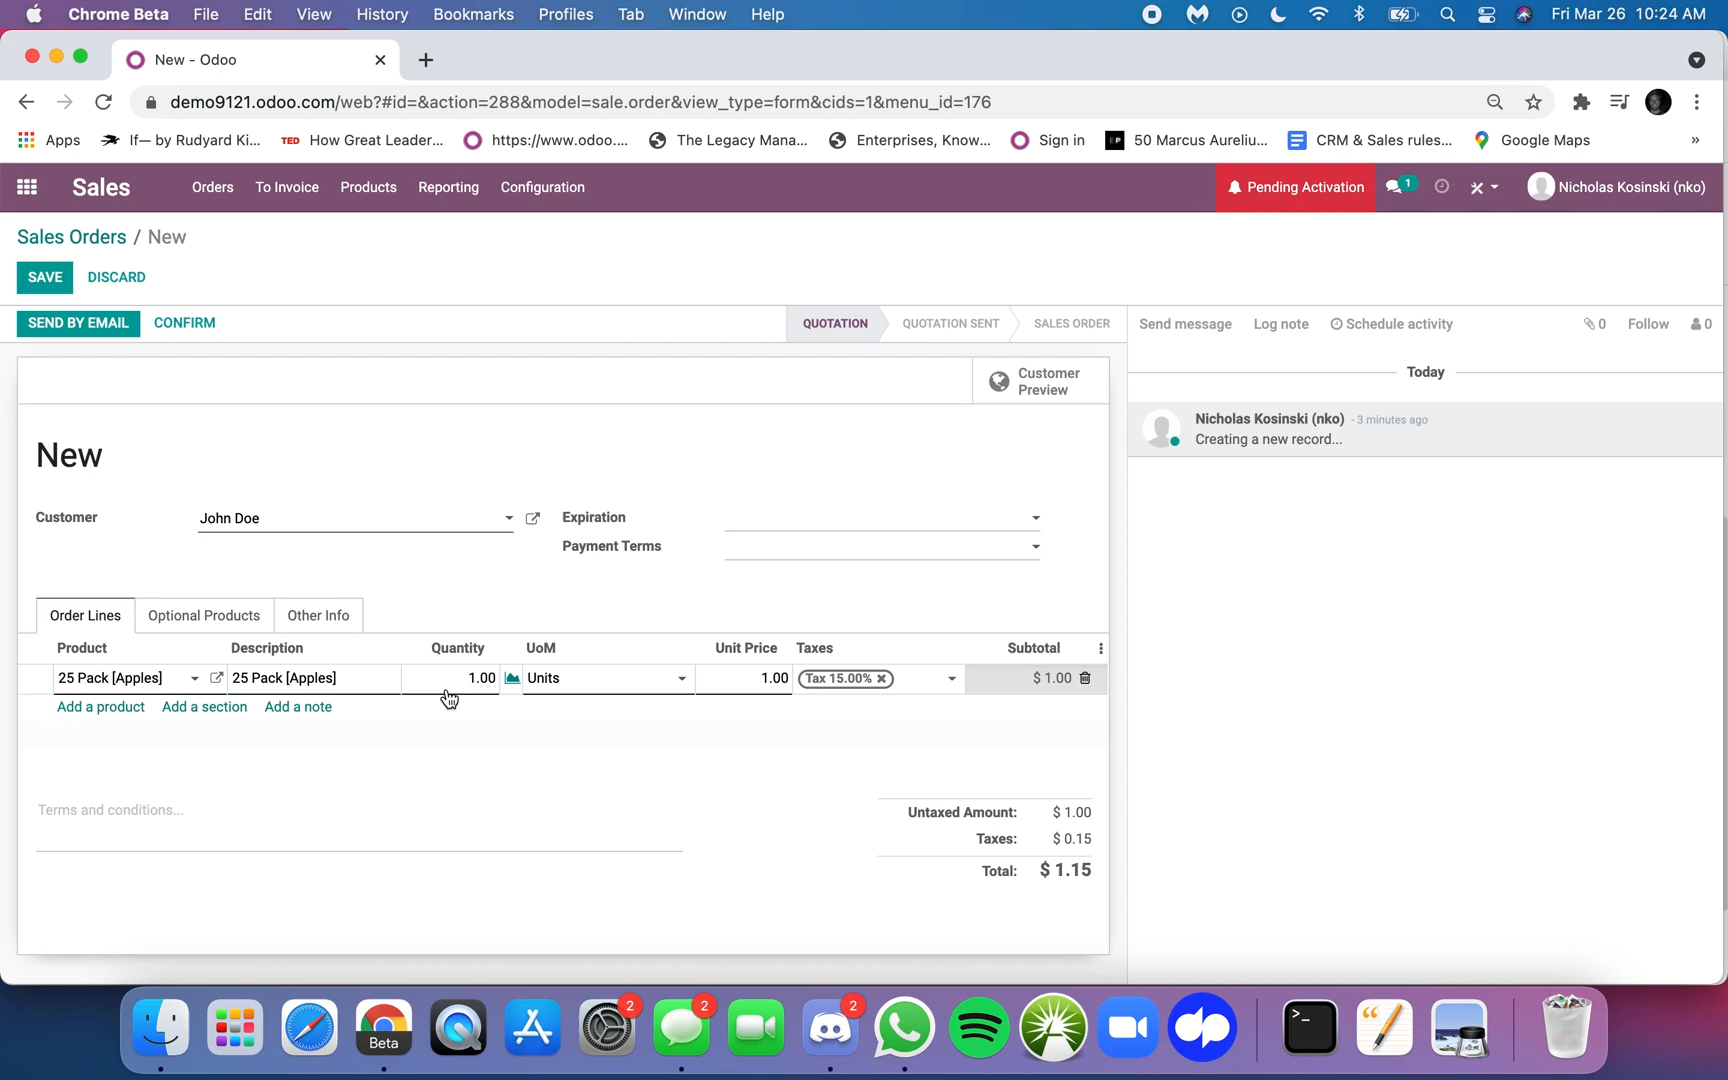 Chrome Beta File Edit View History Bookmarks Profiles Tab Window Help Fri Mar 26 10:24 AM
New - Odoo
demo9121.odoo.com/web?#id=&action=288&model=sale.order&view_type=form&cids=1&menu_id=176
Apps If— by Rudyard Ki... TED How Great Leader... https://www.odoo.... The Legacy Mana... Enterprises, Know... Sign in 50 Marcus Aureliu... CRM & Sales rules... Google Maps »
Sales Orders To Invoice Products Reporting Configuration Pending Activation 1 Nicholas Kosinski (nko)
Sales Orders / New
SAVE DISCARD
SEND BY EMAIL CONFIRM QUOTATION QUOTATION SENT SALES ORDER Send message Log note Schedule activity 0 Follow 0
Today
Customer
Preview
Nicholas Kosinski (nko) - 3 minutes ago
Creating a new record...
New
Customer John Doe Expiration
Payment Terms
Order Lines Optional Products Other Info
Product Description Quantity UoM Unit Price Taxes Subtotal
25 Pack [Apples] 25 Pack [Apples] 1.00 Units 1.00 Tax 15.00% $ 1.00
Add a product Add a section Add a note
Terms and conditions...
Untaxed Amount: $ 1.00
Taxes: $ 0.15
Total: $ 1.15
2 2 2
Beta